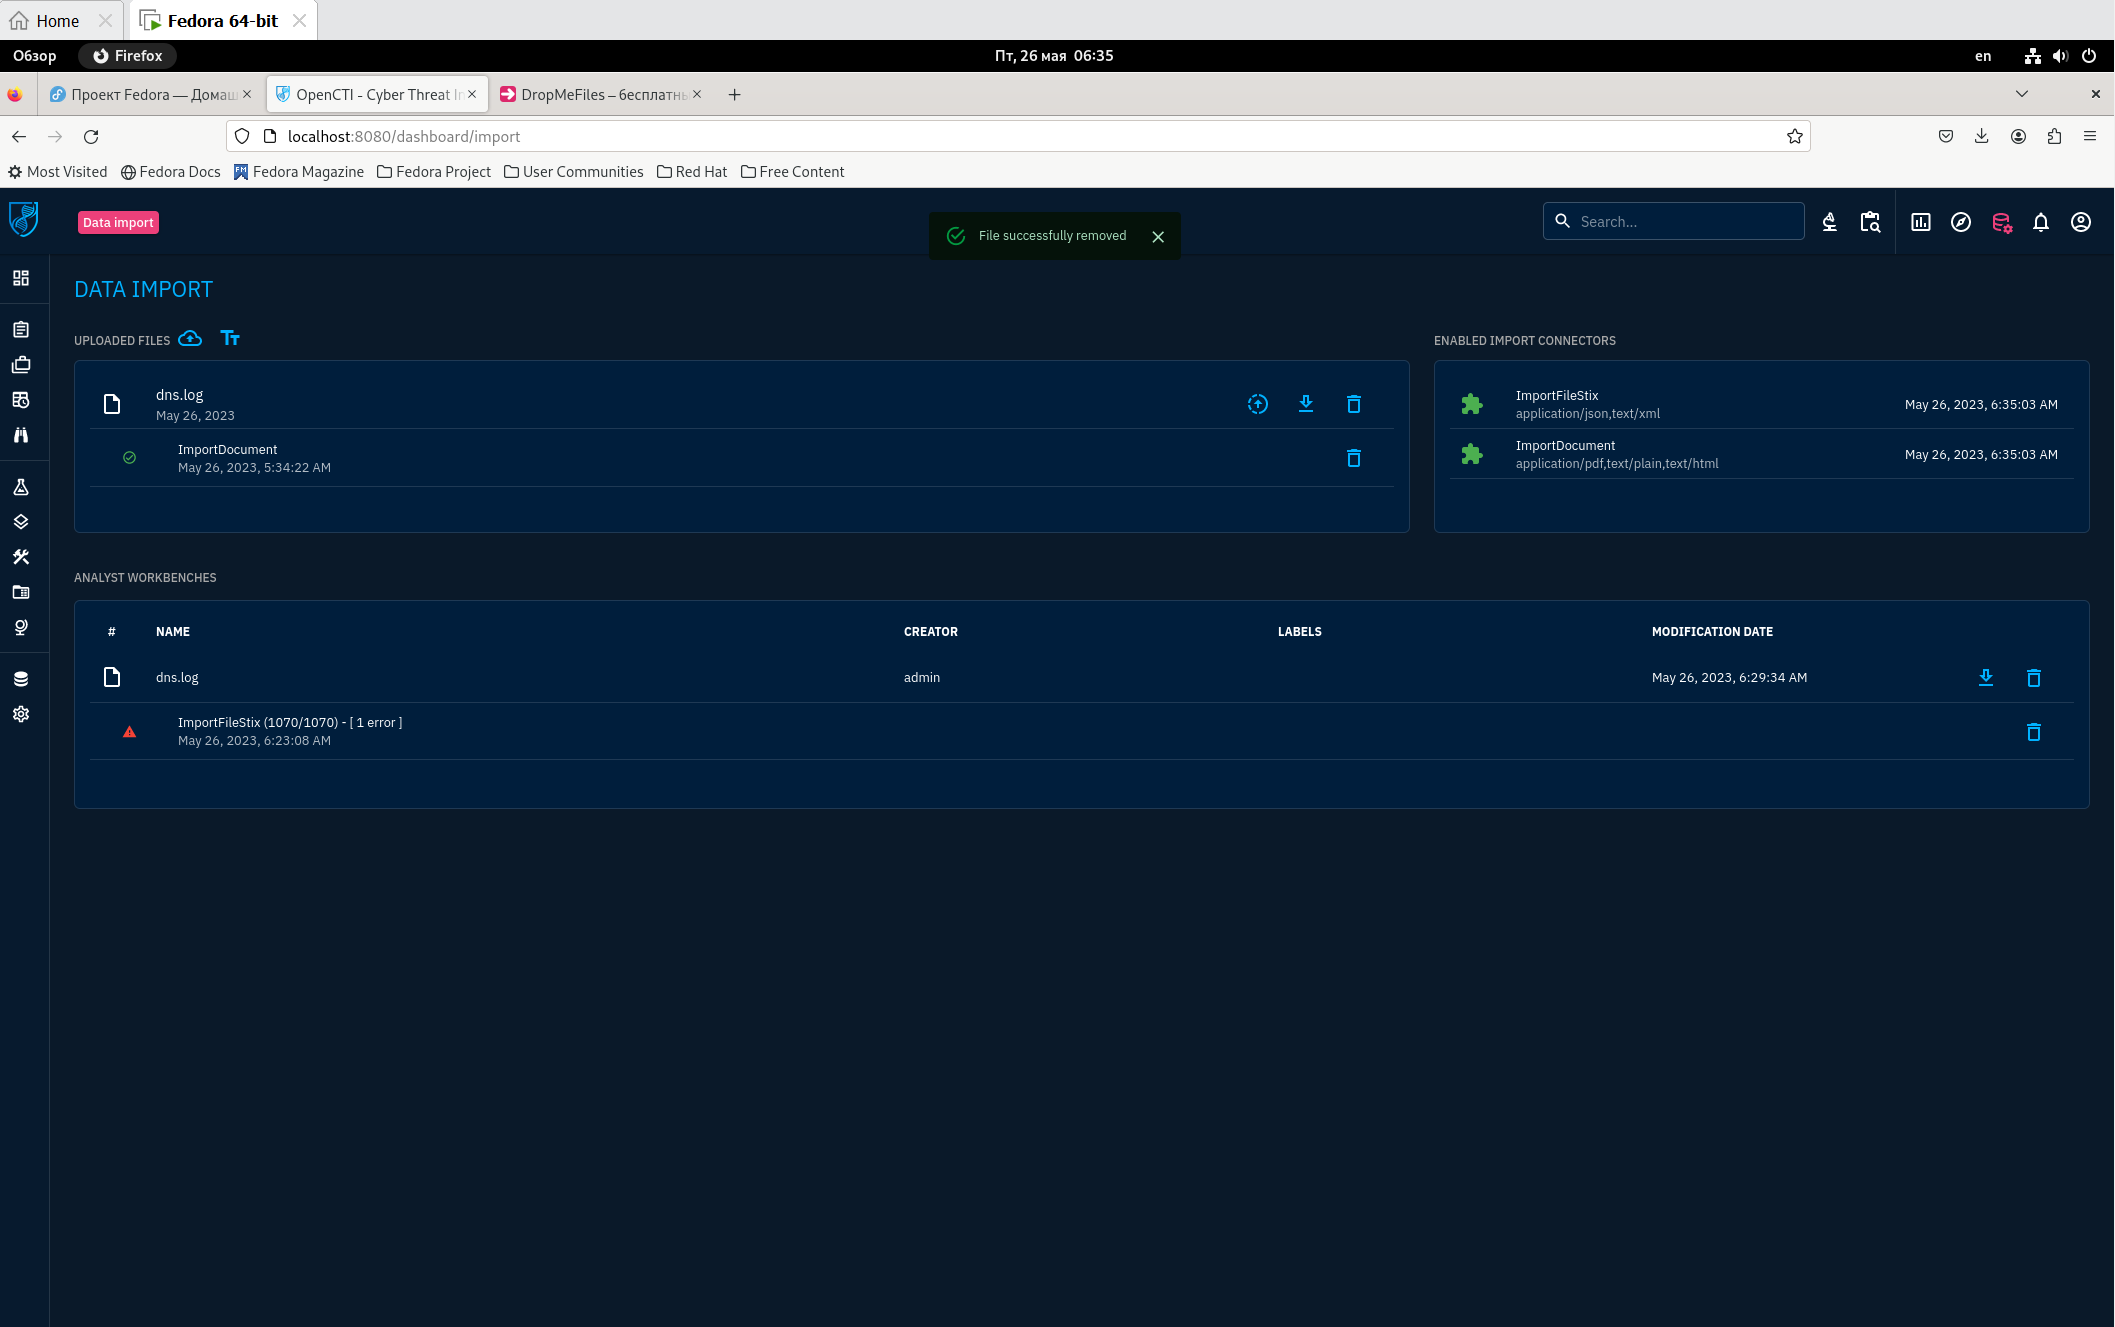 Home
Fedora 64-bit
Обзор
Firefox
Пт, 26 мая 06:35
en
Проект Fedora — Домаш
OpenCTI - Cyber Threat In
DropMeFiles – бесплатны
localhost:8080/dashboard/import
Most Visited
Fedora Docs
Fedora Magazine
Fedora Project
User Communities
Red Hat
Free Content
Data import
File successfully removed
Search...
DATA IMPORT
UPLOADED FILES
ENABLED IMPORT CONNECTORS
dns.log
May 26, 2023
ImportDocument
May 26, 2023, 5:34:22 AM
ImportFileStix
application/json,text/xml
May 26, 2023, 6:35:03 AM
ImportDocument
application/pdf,text/plain,text/html
May 26, 2023, 6:35:03 AM
ANALYST WORKBENCHES
# NAME CREATOR LABELS MODIFICATION DATE
dns.log admin May 26, 2023, 6:29:34 AM
ImportFileStix (1070/1070) - [ 1 error ]
May 26, 2023, 6:23:08 AM